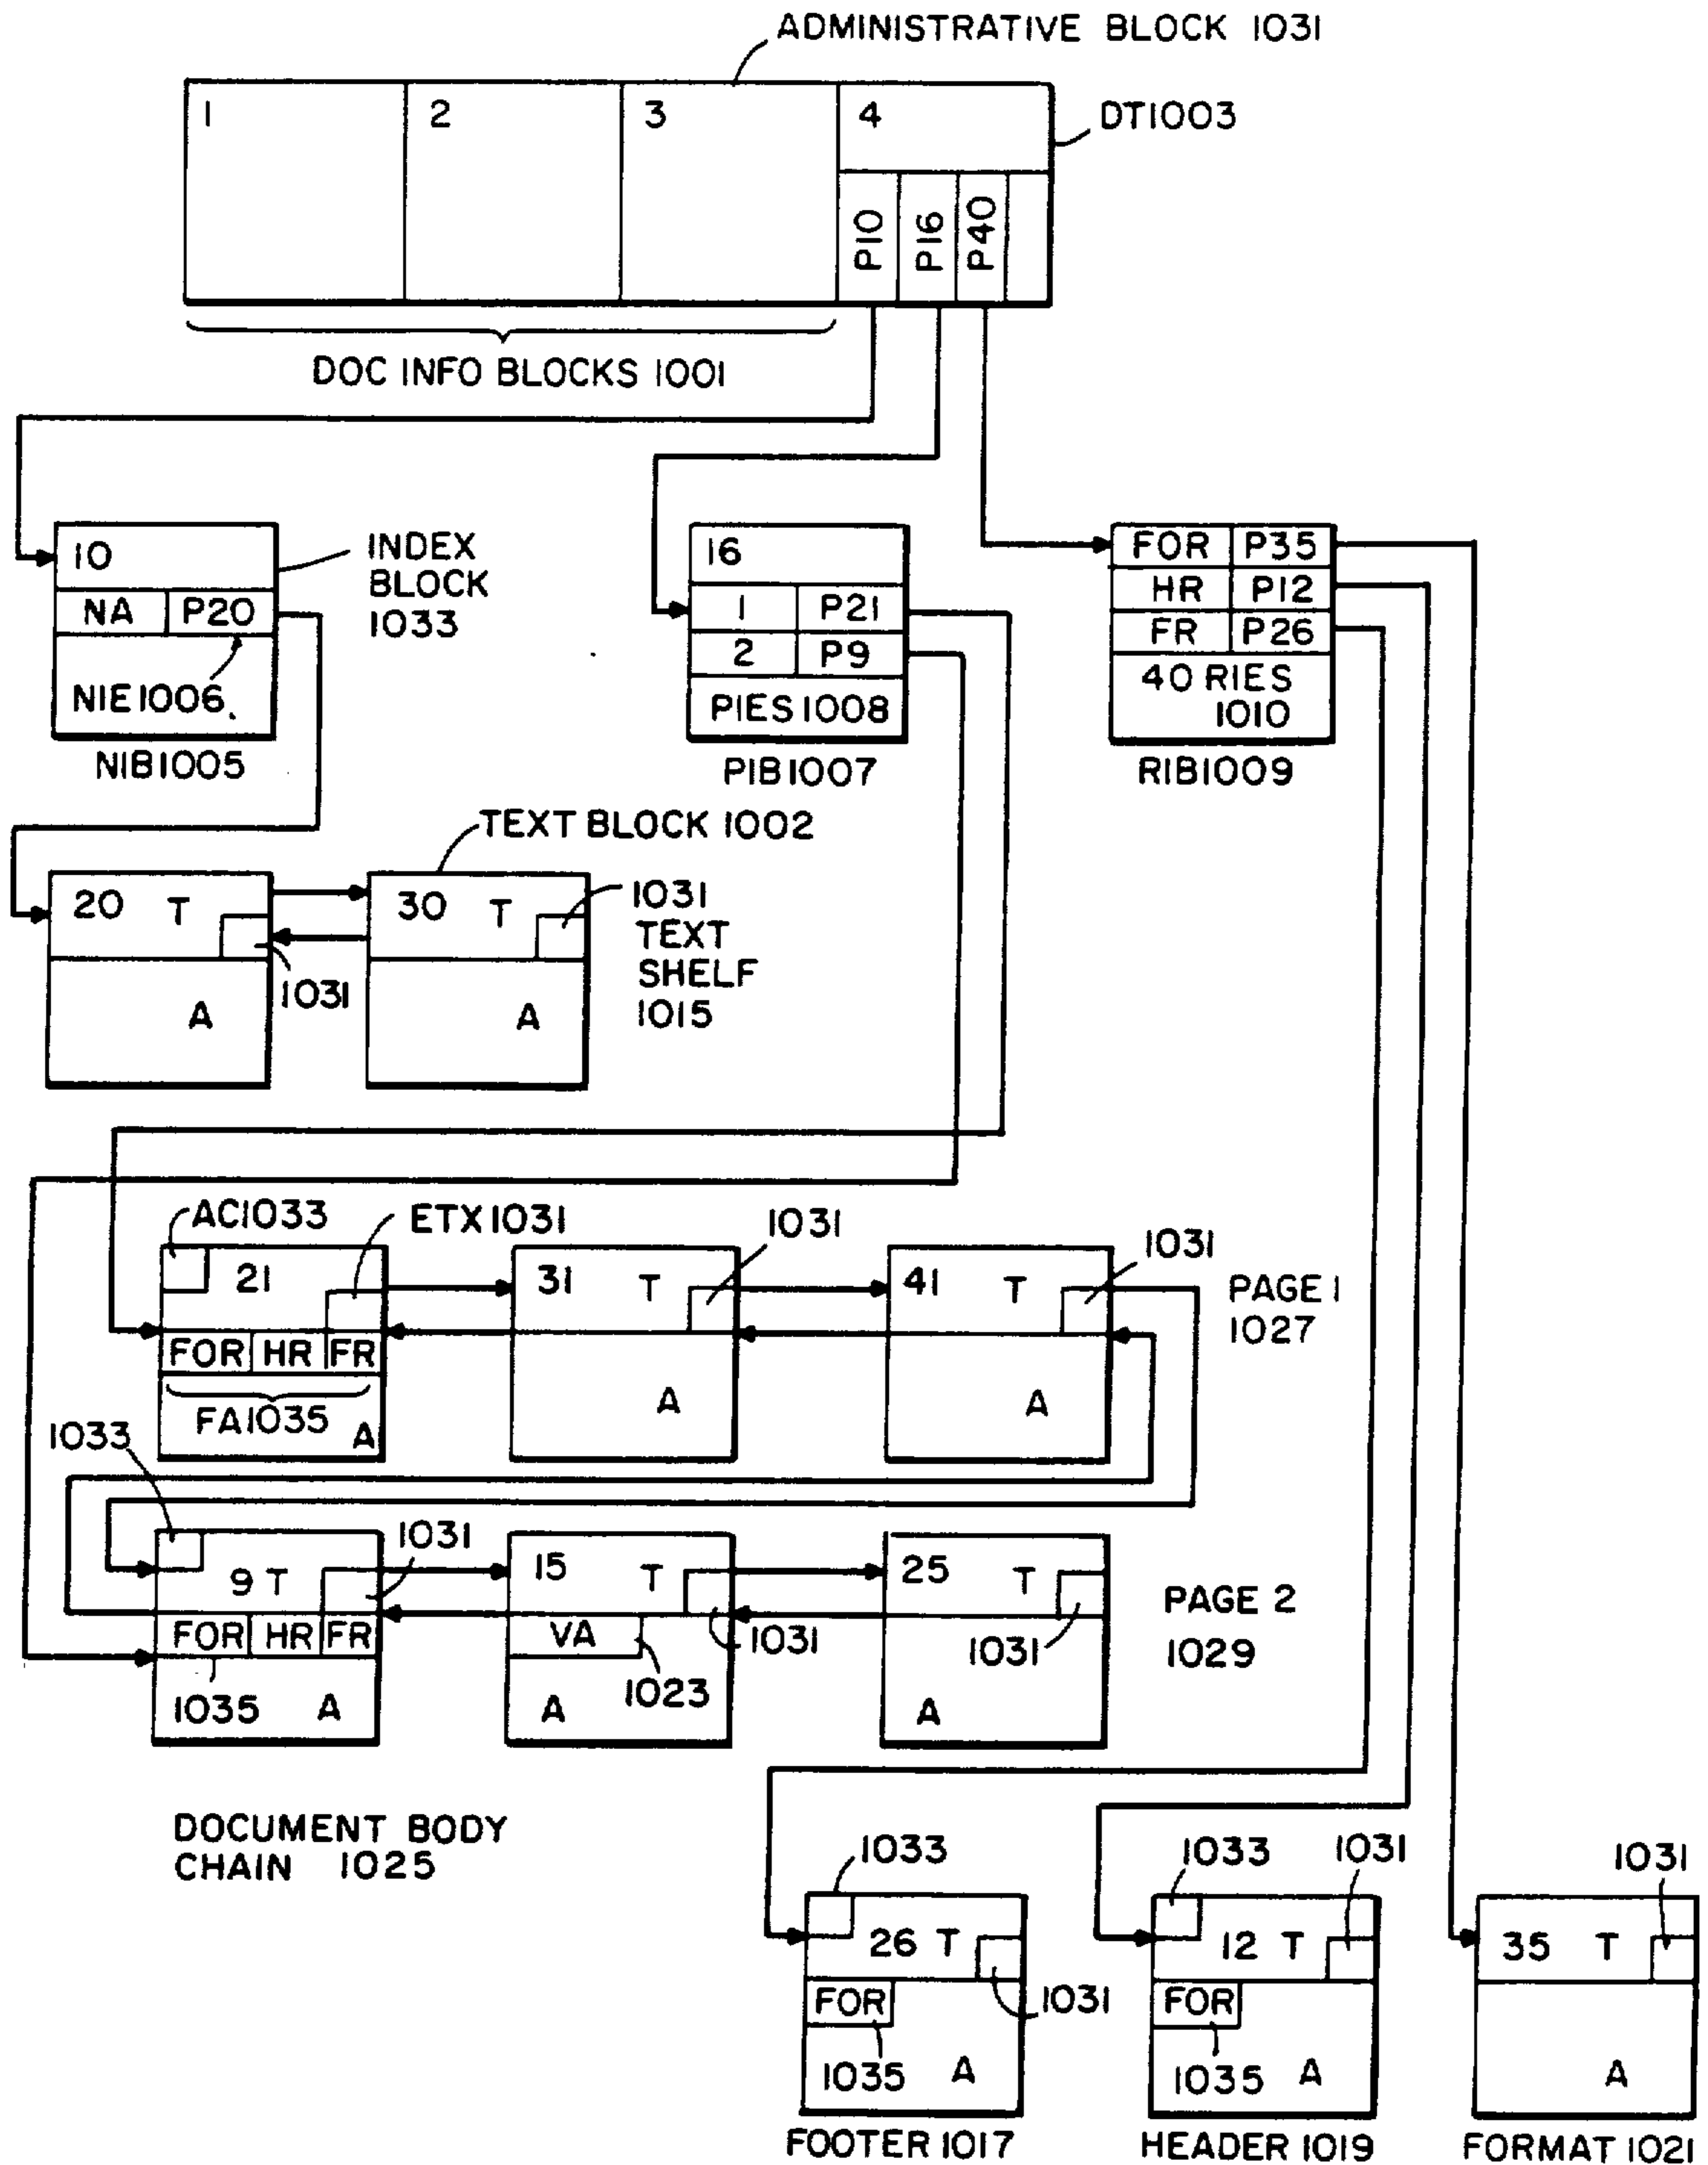 ADMINISTRATIVE BLOCK 1031
1
2
3
4
DT1003
P10
P16
P40
DOC INFO BLOCKS 1001
10
NA
P20
NIE1006
NIB1005
INDEX
BLOCK
1033
16
1
P21
2
P9
PIES1008
PIB1007
FOR
P35
HR
P12
FR
P26
40 RIES
1010
RIB1009
TEXT BLOCK 1002
20
T
A
1031
30
T
A
1031
TEXT
SHELF
1015
AC1033
ETX1031
1031
1031
21
FOR
HR
FR
FA1035
A
31
T
A
41
T
A
PAGE 1
1027
1033
1031
9 T
FOR
HR
FR
1035
A
15
T
VA
1031
1023
A
25
T
1031
A
PAGE 2
1029
DOCUMENT BODY
CHAIN 1025
1033
26 T
FOR
1031
1035
A
FOOTER 1017
1033
1031
12 T
FOR
1035
A
HEADER 1019
1031
35
T
A
FORMAT 1021